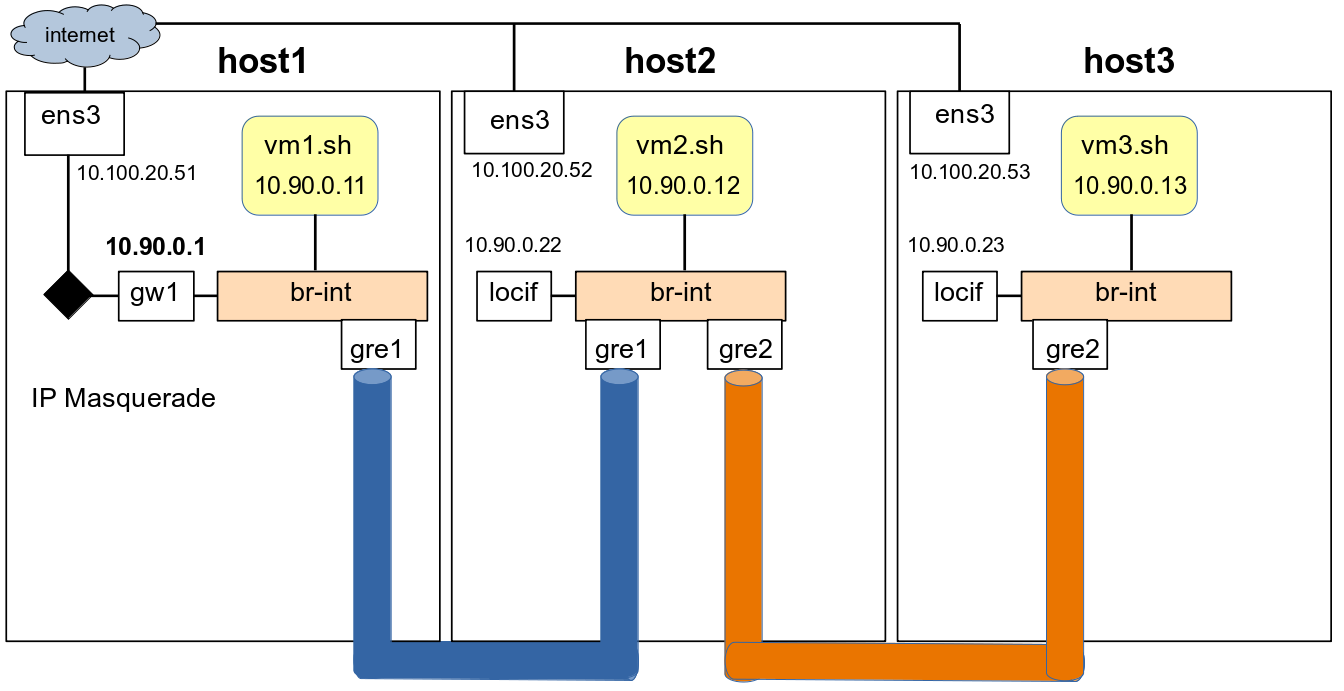 internet
host1
host2
host3
ens3
10.100.20.51
vm1.sh
10.90.0.11
10.90.0.1
gw1
br-int
gre1
IP Masquerade
ens3
10.100.20.52
vm2.sh
10.90.0.12
10.90.0.22
locif
br-int
gre1
gre2
ens3
10.100.20.53
vm3.sh
10.90.0.13
10.90.0.23
locif
br-int
gre2